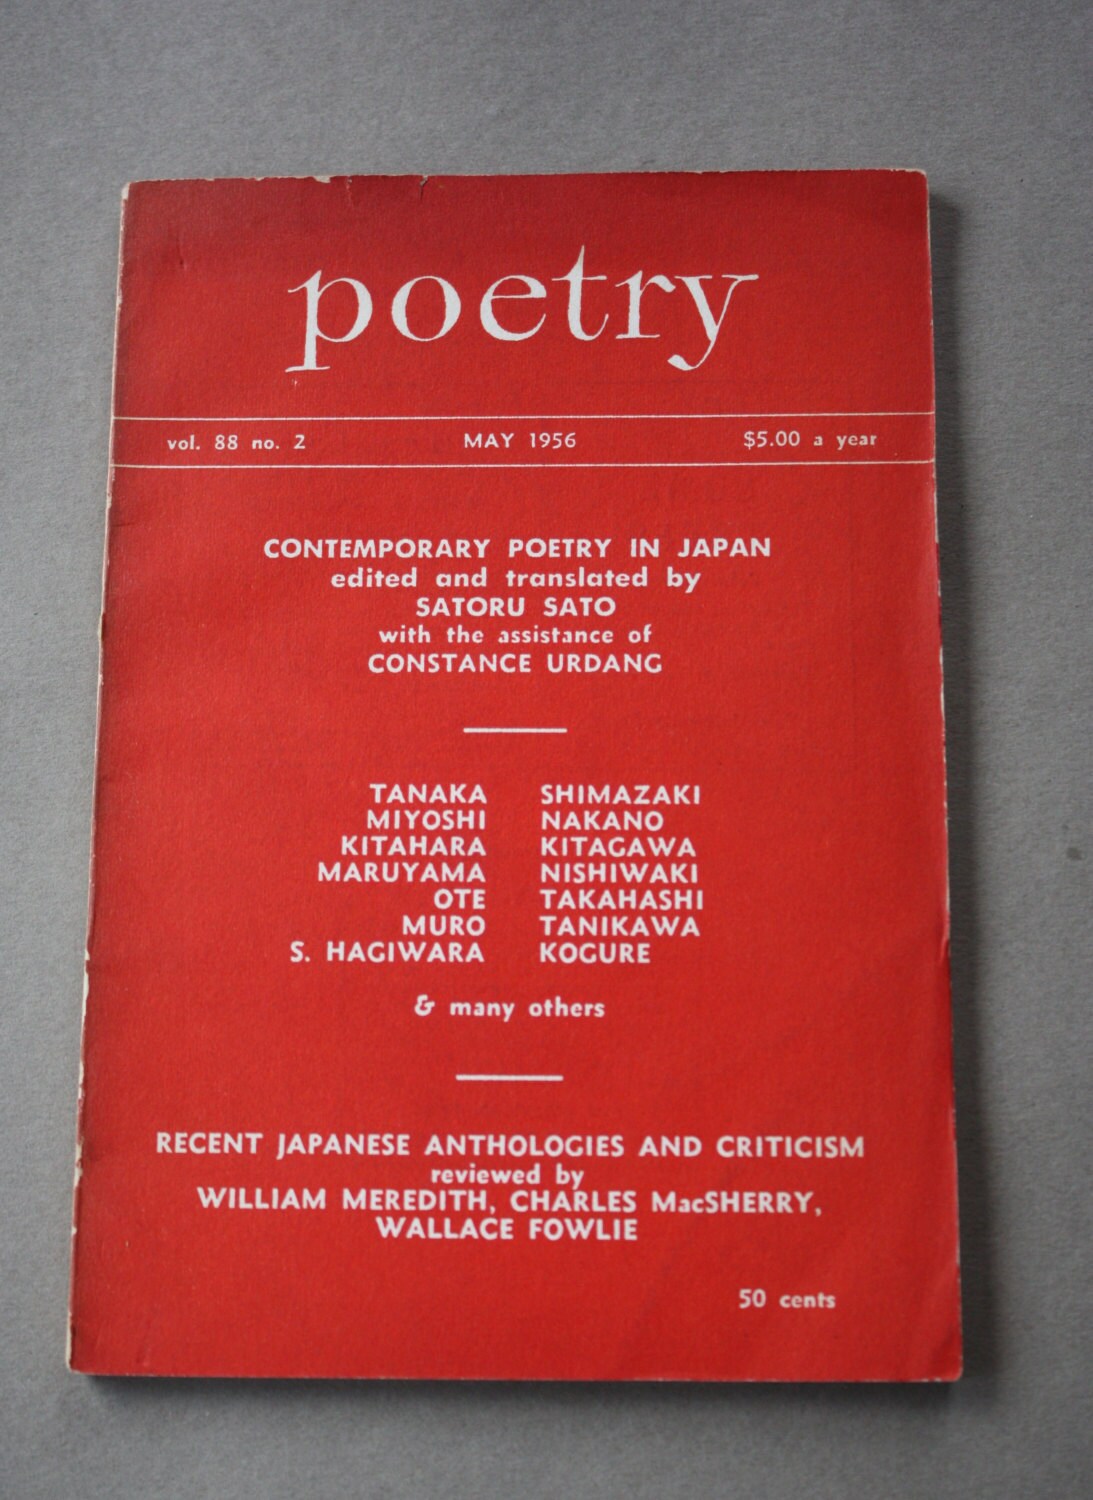 poetry
vol. 88 no. 2 MAY 1956 $5.00 a year
CONTEMPORARY POETRY IN JAPAN
edited and translated by
SATORU SATO
with the assistance of
CONSTANCE URDANG
TANAKA SHIMAZAKI
MIYOSHI NAKANO
KITAHARA KITAGAWA
MARUYAMA NISHIWAKI
OTE TAKAHASHI
MURO TANIKAWA
S. HAGIWARA KOGURE
& many others
RECENT JAPANESE ANTHOLOGIES AND CRITICISM
reviewed by
WILLIAM MEREDITH, CHARLES MacSHERRY,
WALLACE FOWLIE
50 cents